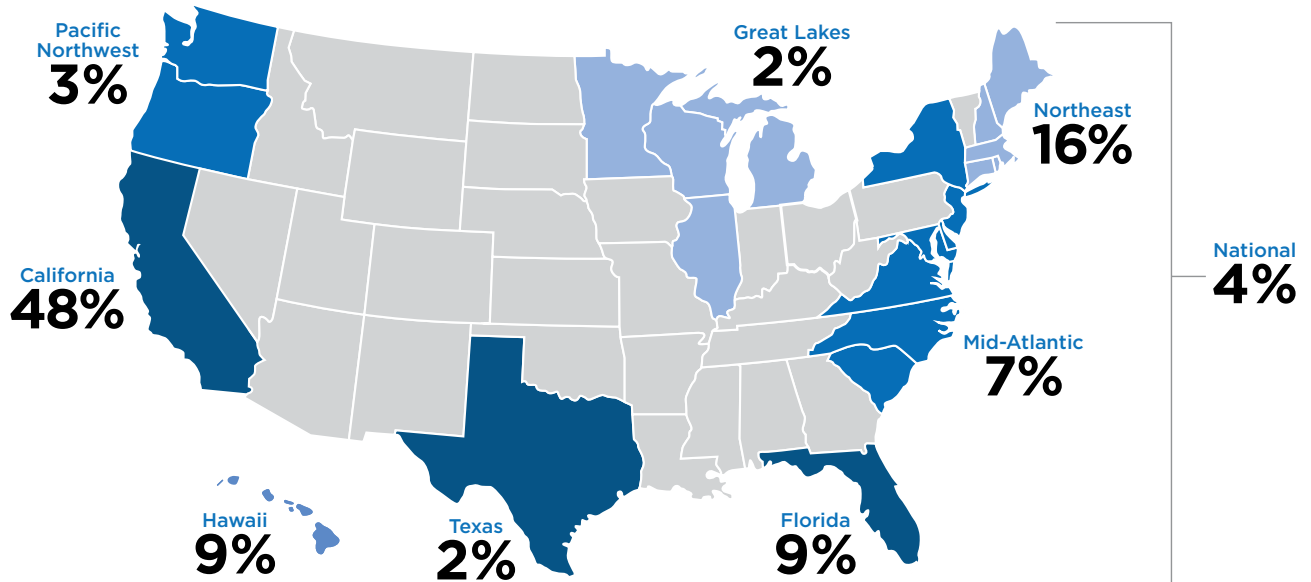 Pacific
Northwest
3%
Great Lakes
2%
Northeast
16%
California
48%
National
4%
Mid-Atlantic
7%
Hawaii
9%
Texas
2%
Florida
9%